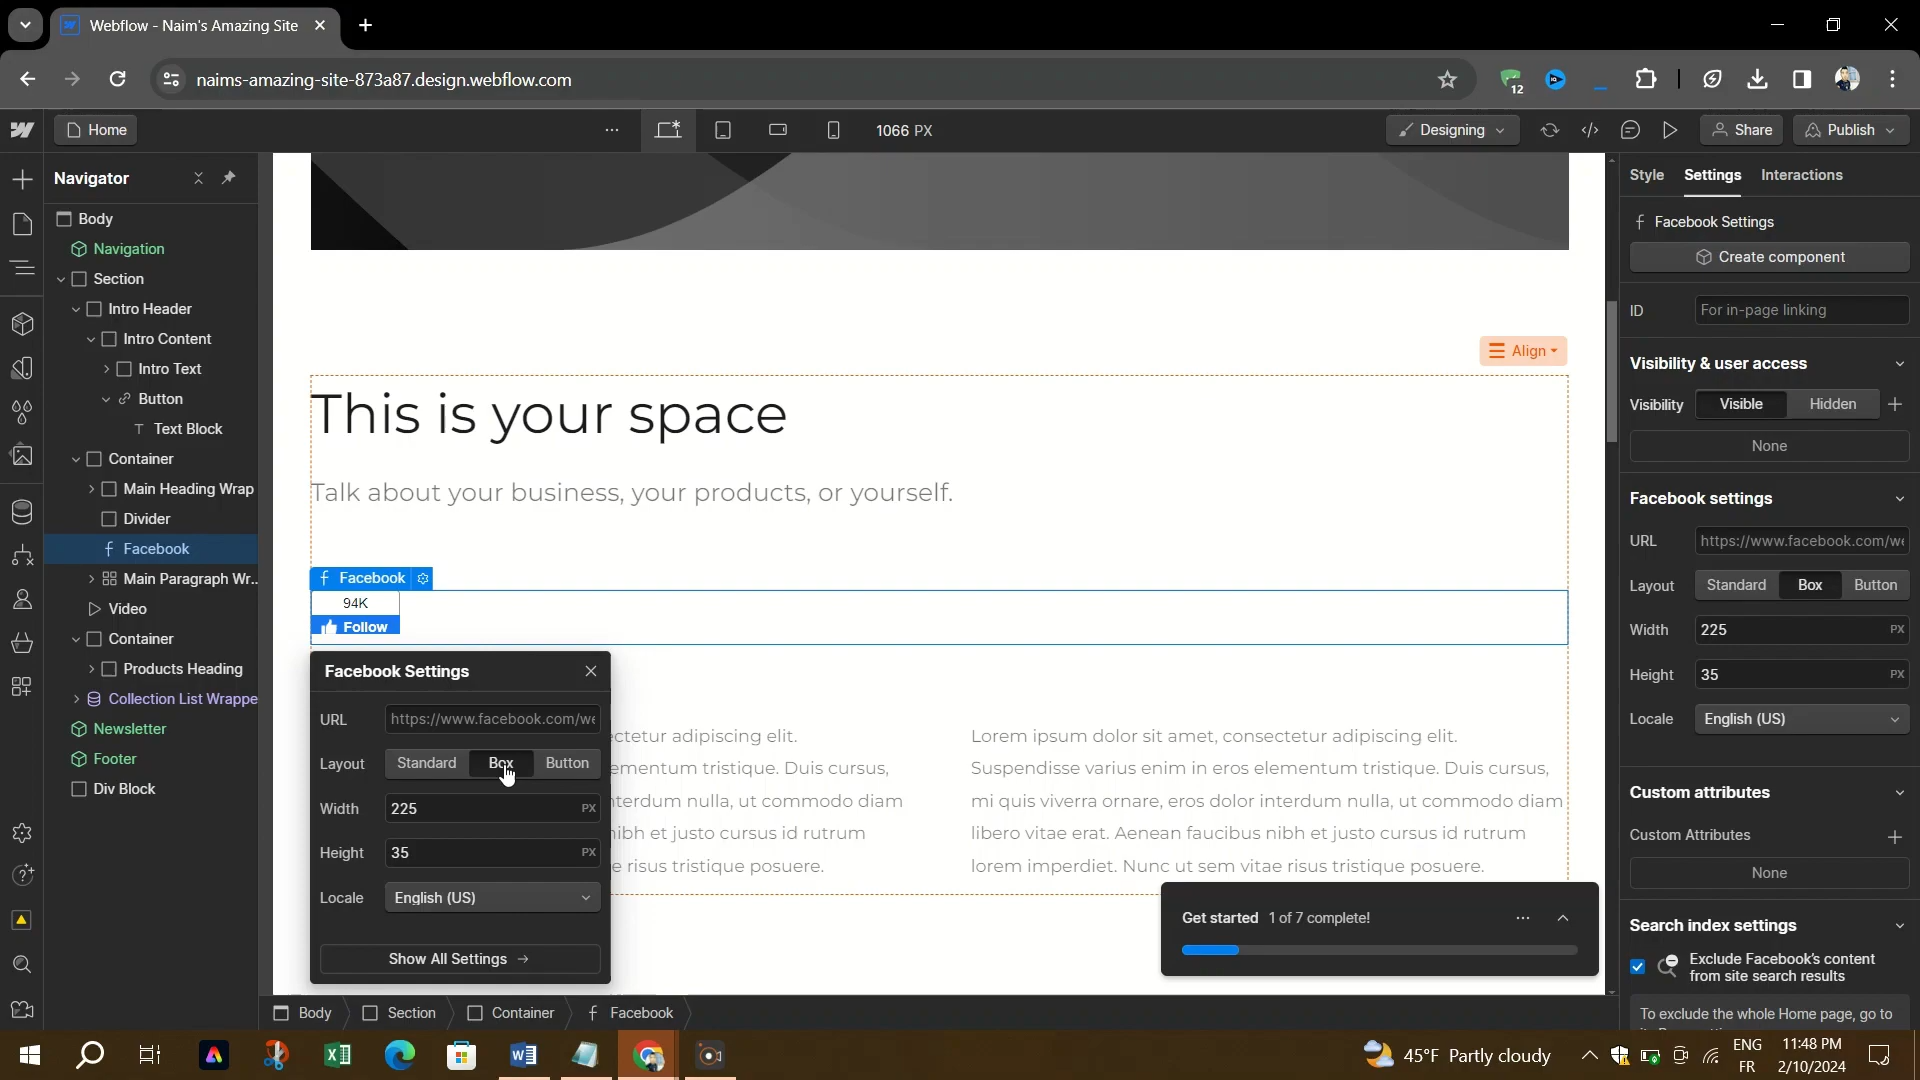 Webflow - Naim's Amazing Site
naims-amazing-site-873a87.design.webflow.com
12
Home
1066 PX
Designing
Share
Publish
Navigator
Body
Navigation
Section
Intro Header
Intro Content
Intro Text
Button
Text Block
Container
Main Heading Wrap
Divider
Facebook
Main Paragraph Wr...
Video
Container
Products Heading
Collection List Wrappe
Newsletter
Footer
Div Block
Align
This is your space
Talk about your business, your products, or yourself.
Facebook
94K
Follow
Facebook Settings
URL https://www.facebook.com/we
Layout Standard Box Button
Width 225 PX
Height 35 PX
Locale English (US)
Show All Settings →
ctetur adipiscing elit.
ementum tristique. Duis cursus,
nterdum nulla, ut commodo diam
nibh et justo cursus id rutrum
e risus tristique posuere.
Lorem ipsum dolor sit amet, consectetur adipiscing elit.
Suspendisse varius enim in eros elementum tristique. Duis cursus,
mi quis viverra ornare, eros dolor interdum nulla, ut commodo diam
libero vitae erat. Aenean faucibus nibh et justo cursus id rutrum
lorem imperdiet. Nunc ut sem vitae risus tristique posuere.
Get started 1 of 7 complete!
Style Settings Interactions
Facebook Settings
Create component
ID For in-page linking
Visibility & user access
Visibility Visible Hidden
None
Facebook settings
URL https://www.facebook.com/we
Layout Standard Box Button
Width 225 PX
Height 35 PX
Locale English (US)
Custom attributes
Custom Attributes
None
Search index settings
Exclude Facebook's content
from site search results
To exclude the whole Home page, go to
Body Section Container Facebook
45°F Partly cloudy
ENG
FR
11:48 PM
2/10/2024